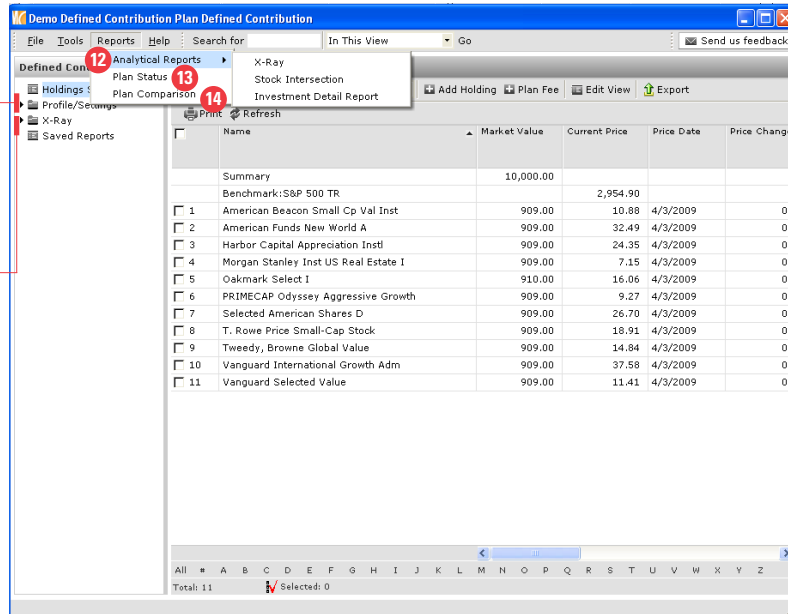 Demo Defined Contribution Plan Defined Contribution
File Tools Reports Help Search for In This View Go Send us feedback
12 Analytical Reports X-Ray
Plan Status 13 Stock Intersection
Plan Comparison 14 Investment Detail Report
Defined Con
Holdings S Add Holding Plan Fee Edit View Export
Profile/Settings
X-Ray
Saved Reports
Print Refresh
Name Market Value Current Price Price Date Price Chang
Summary 10,000.00
Benchmark:S&P 500 TR 2,954.90
1 American Beacon Small Cp Val Inst 909.00 10.88 4/3/2009 0
2 American Funds New World A 909.00 32.49 4/3/2009 0
3 Harbor Capital Appreciation Instl 909.00 24.35 4/3/2009 0
4 Morgan Stanley Inst US Real Estate I 909.00 7.15 4/3/2009 0
5 Oakmark Select I 910.00 16.06 4/3/2009 0
6 PRIMECAP Odyssey Aggressive Growth 909.00 9.27 4/3/2009 0
7 Selected American Shares D 909.00 26.70 4/3/2009 0
8 T. Rowe Price Small-Cap Stock 909.00 18.91 4/3/2009 0
9 Tweedy, Browne Global Value 909.00 14.84 4/3/2009 0
10 Vanguard International Growth Adm 909.00 37.58 4/3/2009 0
11 Vanguard Selected Value 909.00 11.41 4/3/2009 0
All # A B C D E F G H I J K L M N O P Q R S T U V W X Y Z
Total: 11 Selected: 0